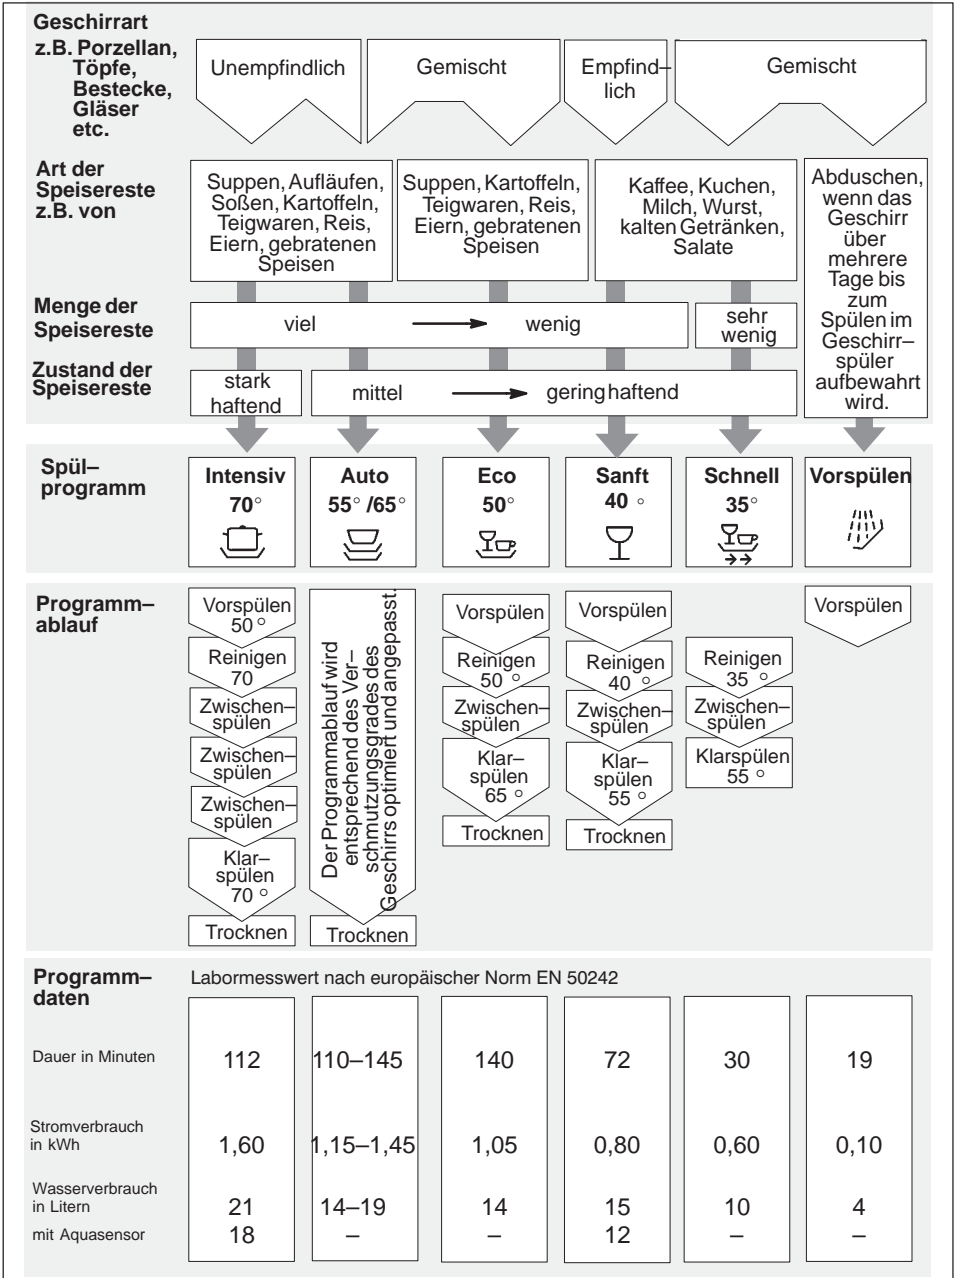 Geschirrart
z.B. Porzellan,
Töpfe,
Bestecke,
Gläser
etc.
Unempfindlich
Gemischt
Empfind–
lich
Gemischt
Art der
Speisereste
z.B. von
Suppen, Aufläufen,
Soßen, Kartoffeln,
Teigwaren, Reis,
Eiern, gebratenen
Speisen
Suppen, Kartoffeln,
Teigwaren, Reis,
Eiern, gebratenen
Speisen
Kaffee, Kuchen,
Milch, Wurst,
kalten Getränken,
Salate
Abduschen,
wenn das
Geschirr
über
mehrere
Tage bis
zum
Spülen im
Geschirr–
spüler
aufbewahrt
wird.
Menge der
Speisereste
viel
wenig
sehr
wenig
Zustand der
Speisereste
stark
haftend
mittel
gering haftend
Spül–
programm
Intensiv
70°
Auto
55° /65°
Eco
50°
Sanft
40 °
Schnell
35°
Vorspülen
Programm–
ablauf
Vorspülen
50 °
Reinigen
70
Zwischen–
spülen
Zwischen–
spülen
Zwischen–
spülen
Klar–
spülen
70 °
Trocknen
Der Programmablauf wird
entsprechend des Ver–
schmutzungsgrades des
Geschirrs optimiert und angepasst.
Trocknen
Vorspülen
Reinigen
50 °
Zwischen–
spülen
Klar–
spülen
65 °
Trocknen
Vorspülen
Reinigen
40 °
Zwischen–
spülen
Klar–
spülen
55 °
Trocknen
Reinigen
35 °
Zwischen–
spülen
Klarspülen
55 °
Vorspülen
Programm–
daten
Labormesswert nach europäischer Norm EN 50242
Dauer in Minuten
112
110–145
140
72
30
19
Stromverbrauch
in kWh
1,60
1,15–1,45
1,05
0,80
0,60
0,10
Wasserverbrauch
in Litern
21
14–19
14
15
10
4
mit Aquasensor
18
–
–
12
–
–